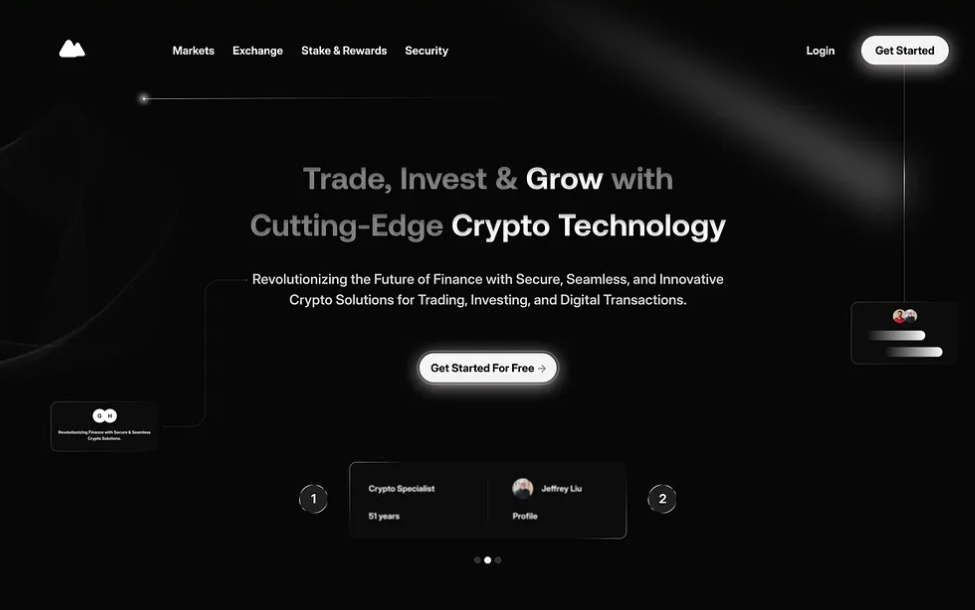 Markets Exchange Stake & Rewards Security Login Get Started
Trade, Invest & Grow with
Cutting-Edge Crypto Technology
Revolutionizing the Future of Finance with Secure, Seamless, and Innovative
Crypto Solutions for Trading, Investing, and Digital Transactions.
Get Started For Free →
G H
Revolutionizing Finance with Secure & Seamless
Crypto Solutions.
1
Crypto Specialist
51 years
Jeffrey Liu
Profile
2